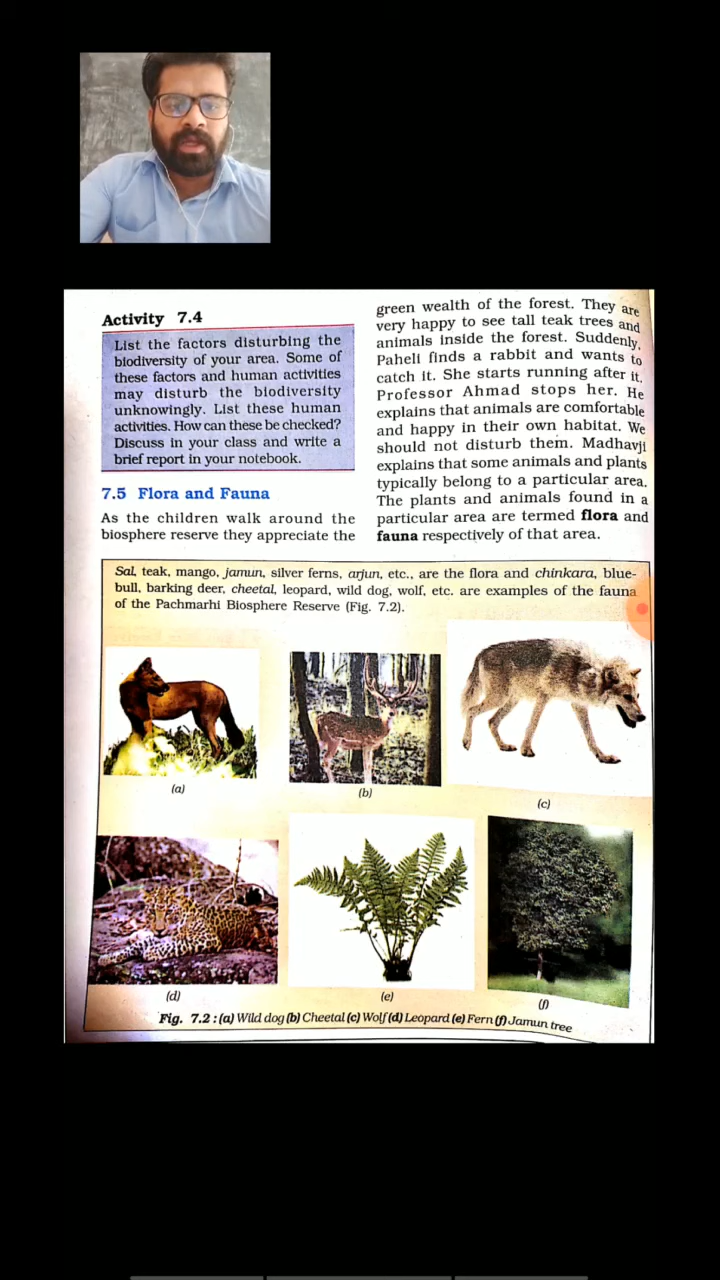 Activity 7.4
List the factors disturbing the
biodiversity of your area. Some of
these factors and human activities
may disturb the biodiversity
unknowingly. List these human
activities. How can these be checked?
Discuss in your class and write a
brief report in your notebook.
7.5 Flora and Fauna
As the children walk around the
biosphere reserve they appreciate the
green wealth of the forest. They are
very happy to see tall teak trees and
animals inside the forest. Suddenly,
Paheli finds a rabbit and wants to
catch it. She starts running after it.
Professor Ahmad stops her. He
explains that animals are comfortable
and happy in their own habitat. We
should not disturb them. Madhavji
explains that some animals and plants
typically belong to a particular area.
The plants and animals found in a
particular area are termed flora and
fauna respectively of that area.
Sal, teak, mango, jamun, silver ferns, arjun, etc., are the flora and chinkara, blue-
bull, barking deer, cheetal, leopard, wild dog, wolf, etc. are examples of the fauna
of the Pachmarhi Biosphere Reserve (Fig. 7.2).
(a)
(b)
(c)
(d)
(e)
(f)
Fig. 7.2 : (a) Wild dog (b) Cheetal (c) Wolf (d) Leopard (e) Fern (f) Jamun tree